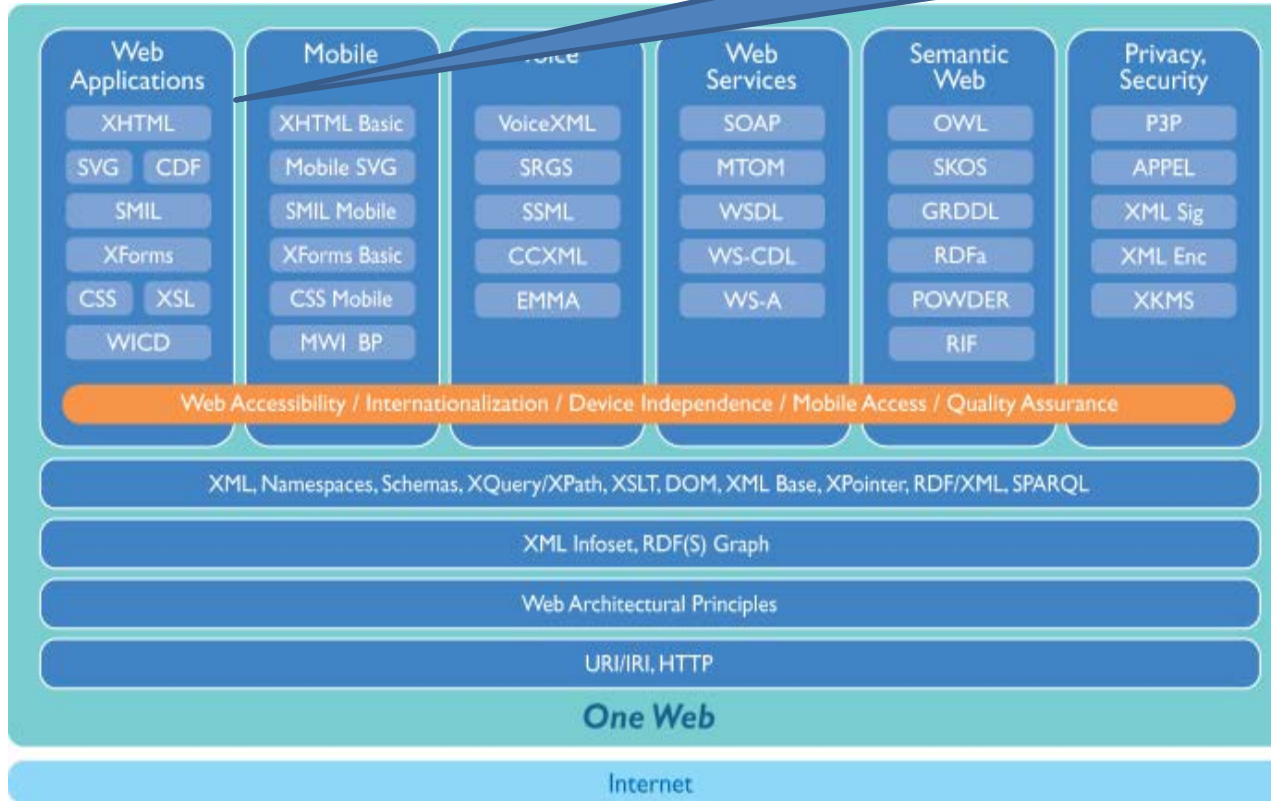 Web
Applications
XHTML
SVG CDF
SMIL
XForms
CSS XSL
WICD
Mobile
XHTML Basic
Mobile SVG
SMIL Mobile
XForms Basic
CSS Mobile
MWI BP
Voice
VoiceXML
SRGS
SSML
CCXML
EMMA
Web
Services
SOAP
MTOM
WSDL
WS-CDL
WS-A
Semantic
Web
OWL
SKOS
GRDDL
RDFa
POWDER
RIF
Privacy,
Security
P3P
APPEL
XML Sig
XML Enc
XKMS
Web Accessibility / Internationalization / Device Independence / Mobile Access / Quality Assurance
XML, Namespaces, Schemas, XQuery/XPath, XSLT, DOM, XML Base, XPointer, RDF/XML, SPARQL
XML Infoset, RDF(S) Graph
Web Architectural Principles
URI/IRI, HTTP
One Web
Internet